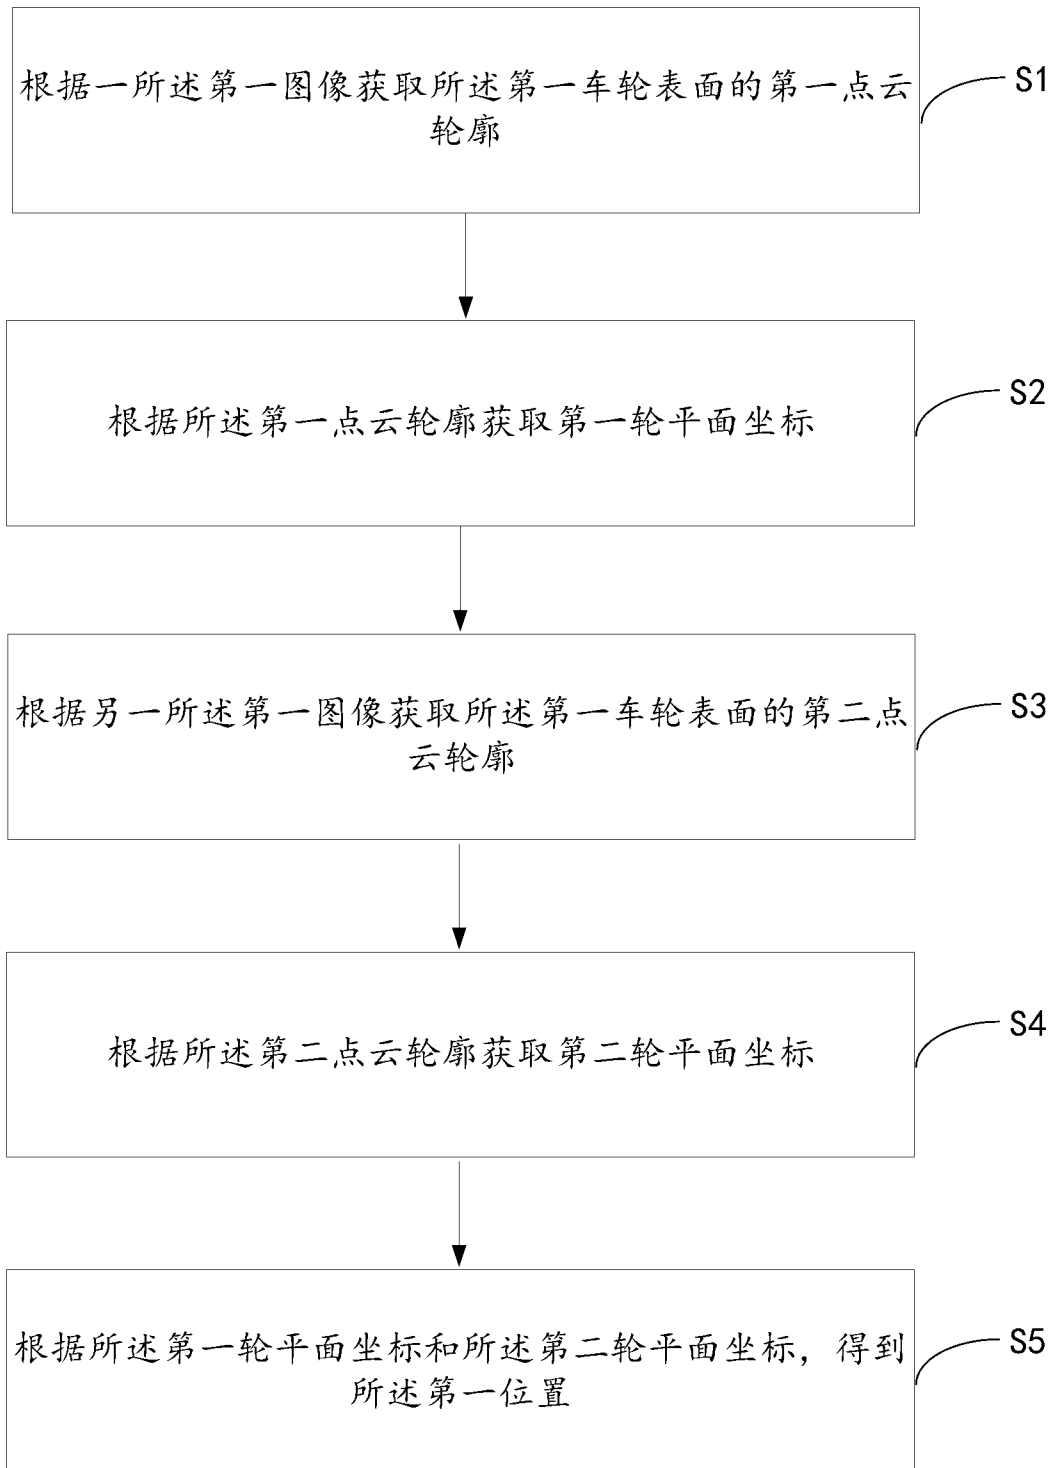 根据一所述第一图像获取所述第一车轮表面的第一点云
轮廓
S1
根据所述第一点云轮廓获取第一轮平面坐标
S2
根据另一所述第一图像获取所述第一车轮表面的第二点
云轮廓
S3
根据所述第二点云轮廓获取第二轮平面坐标
S4
根据所述第一轮平面坐标和所述第二轮平面坐标，得到
所述第一位置
S5